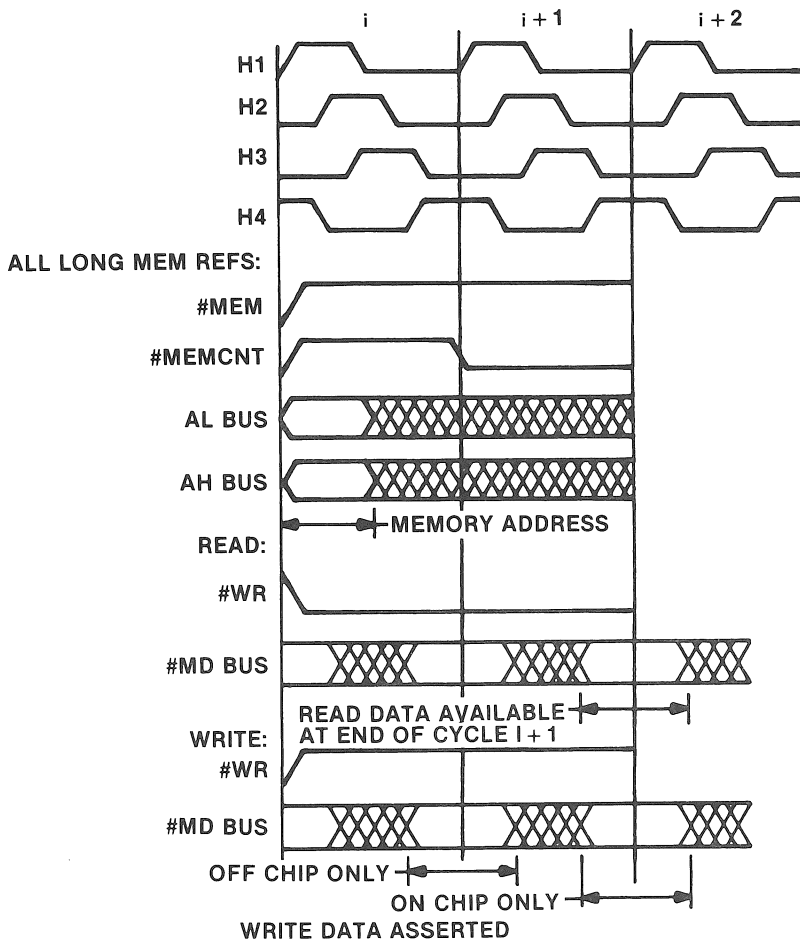 i i + 1 i + 2
H1
H2
H3
H4
ALL LONG MEM REFS:
#MEM
#MEMCNT
AL BUS
AH BUS
MEMORY ADDRESS
READ:
#WR
#MD BUS
READ DATA AVAILABLE
AT END OF CYCLE I + 1
WRITE:
#WR
#MD BUS
OFF CHIP ONLY
ON CHIP ONLY
WRITE DATA ASSERTED